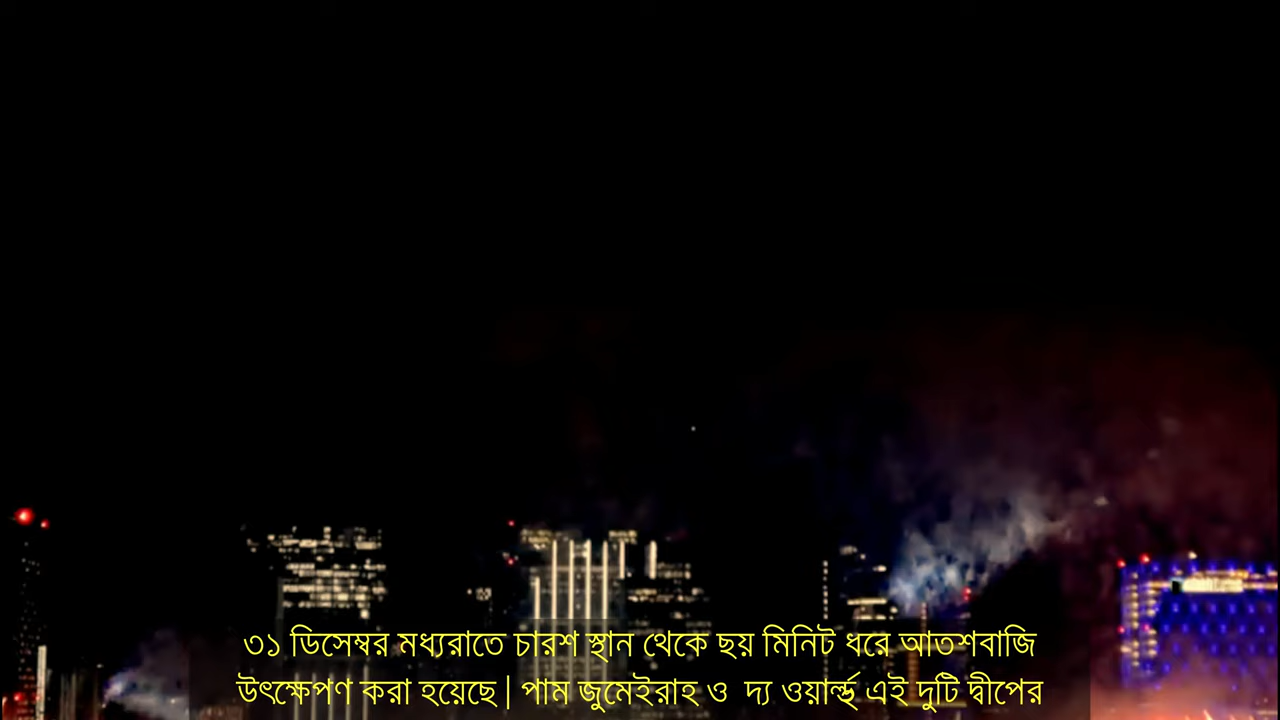 ৩১ ডিসেম্বর মধ্যরাতে চারশ স্থান থেকে ছয় মিনিট ধরে আতশবাজি
উৎক্ষেপণ করা হয়েছে| পাম জুমেইরাহ ও দ্য ওয়ার্ল্ড এই দুটি দ্বীপের